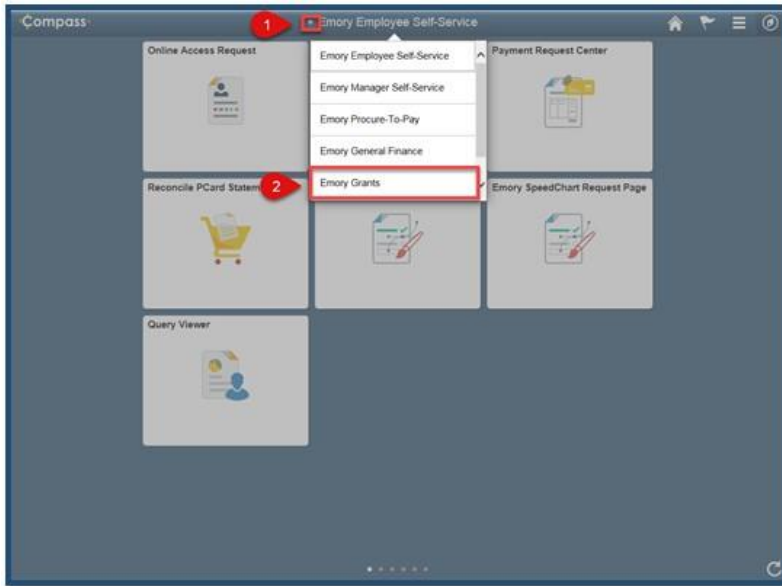 Compass
1
Emory Employee Self-Service
Online Access Request
Emory Employee Self-Service
Payment Request Center
Emory Manager Self-Service
Emory Procure-To-Pay
Emory General Finance
Reconcile PCard
2
Emory Grants
Emory SpeedChart Request Page
Query Viewer